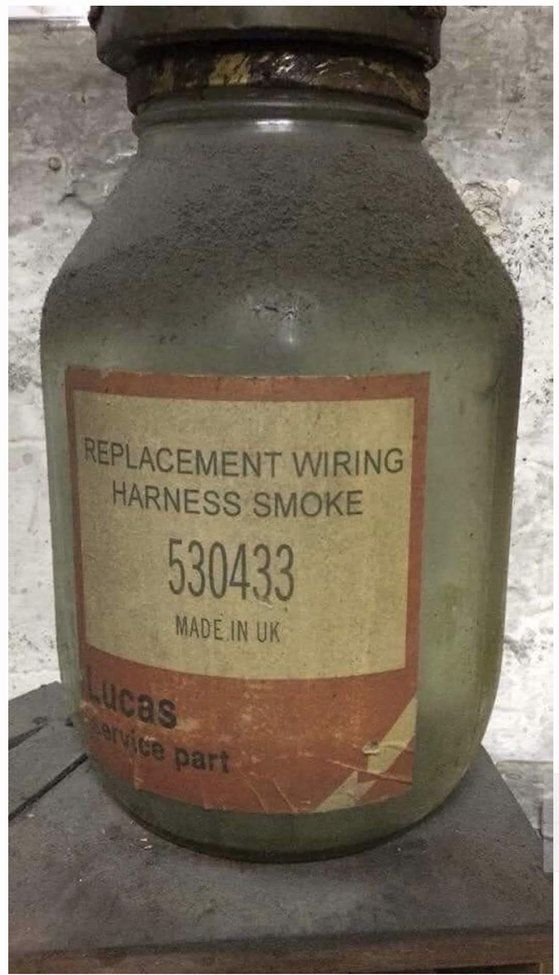 REPLACEMENT WIRING
HARNESS SMOKE
530433
MADE IN UK
Lucas
service part